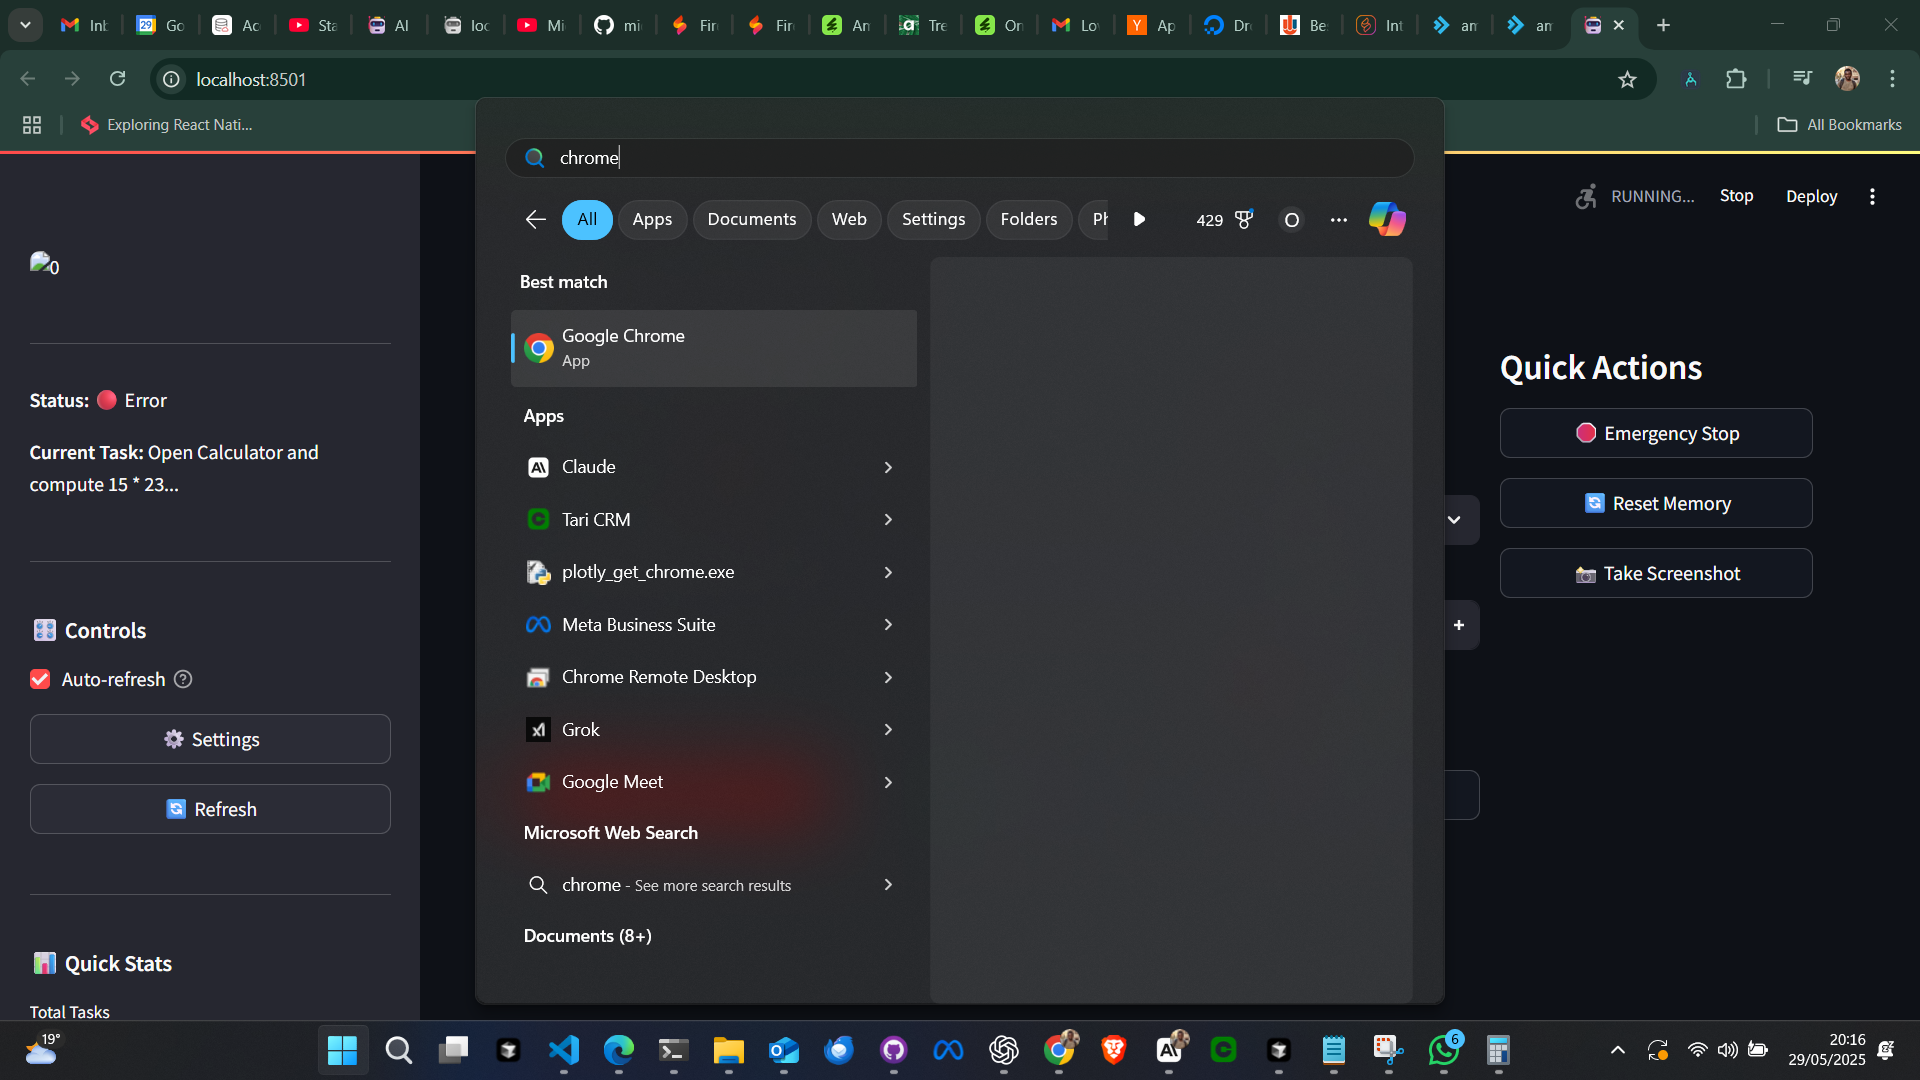 Inb
Go
Ac
Sta
AI
loc
Mi
mi
Fir
Fir
An
Tre
On
Lov
Ap
Dr
Be
Int
am
am
localhost:8501
Exploring React Nati...
All Bookmarks
chrome
All
Apps
Documents
Web
Settings
Folders
Ph
429
O
RUNNING...
Stop
Deploy
0
Status: Error
Current Task: Open Calculator and
compute 15 * 23...
Controls
Auto-refresh
Settings
Refresh
Quick Stats
Total Tasks
Best match
Google Chrome
App
Apps
Claude
Tari CRM
plotly_get_chrome.exe
Meta Business Suite
Chrome Remote Desktop
Grok
Google Meet
Microsoft Web Search
chrome - See more search results
Documents (8+)
Quick Actions
Emergency Stop
Reset Memory
Take Screenshot
19°
6
20:16
29/05/2025